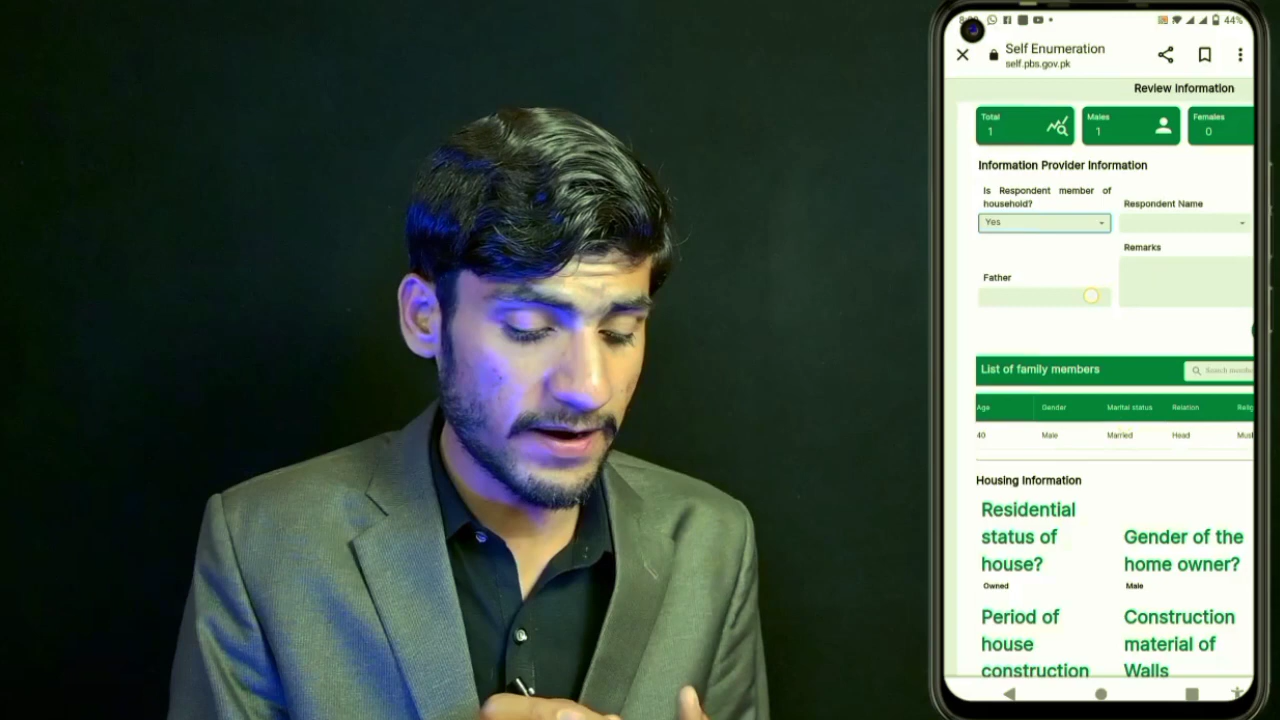 44%
Self Enumeration
self.pbs.gov.pk
Review Information
Total
1
Males
1
Females
0
Information Provider Information
Is Respondent member of
household?
Respondent Name
Yes
Remarks
Father
List of family members
Age Gender Marital status Relation
40 Male Married Head
Housing Information
Residential
status of
house?
Owned
Gender of the
home owner?
Male
Period of
house
construction
Construction
material of
Walls